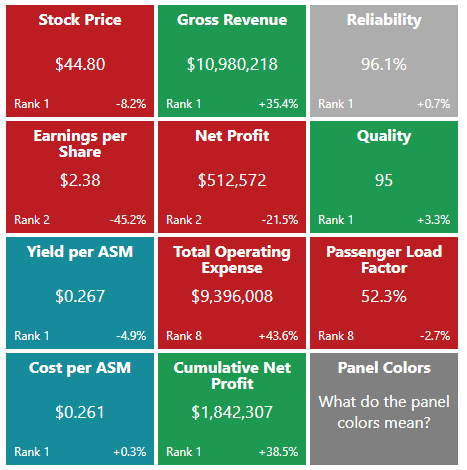 Stock Price
$44.80
Rank 1 -8.2%
Gross Revenue
$10,980,218
Rank 1 +35.4%
Reliability
96.1%
Rank 1 +0.7%
Earnings per
Share
$2.38
Rank 2 -45.2%
Net Profit
$512,572
Rank 2 -21.5%
Quality
95
Rank 1 +3.3%
Yield per ASM
$0.267
Rank 1 -4.9%
Total Operating
Expense
$9,396,008
Rank 8 +43.6%
Passenger Load
Factor
52.3%
Rank 8 -2.7%
Cost per ASM
$0.261
Rank 1 +0.3%
Cumulative Net
Profit
$1,842,307
Rank 1 +38.5%
Panel Colors
What do the panel
colors mean?